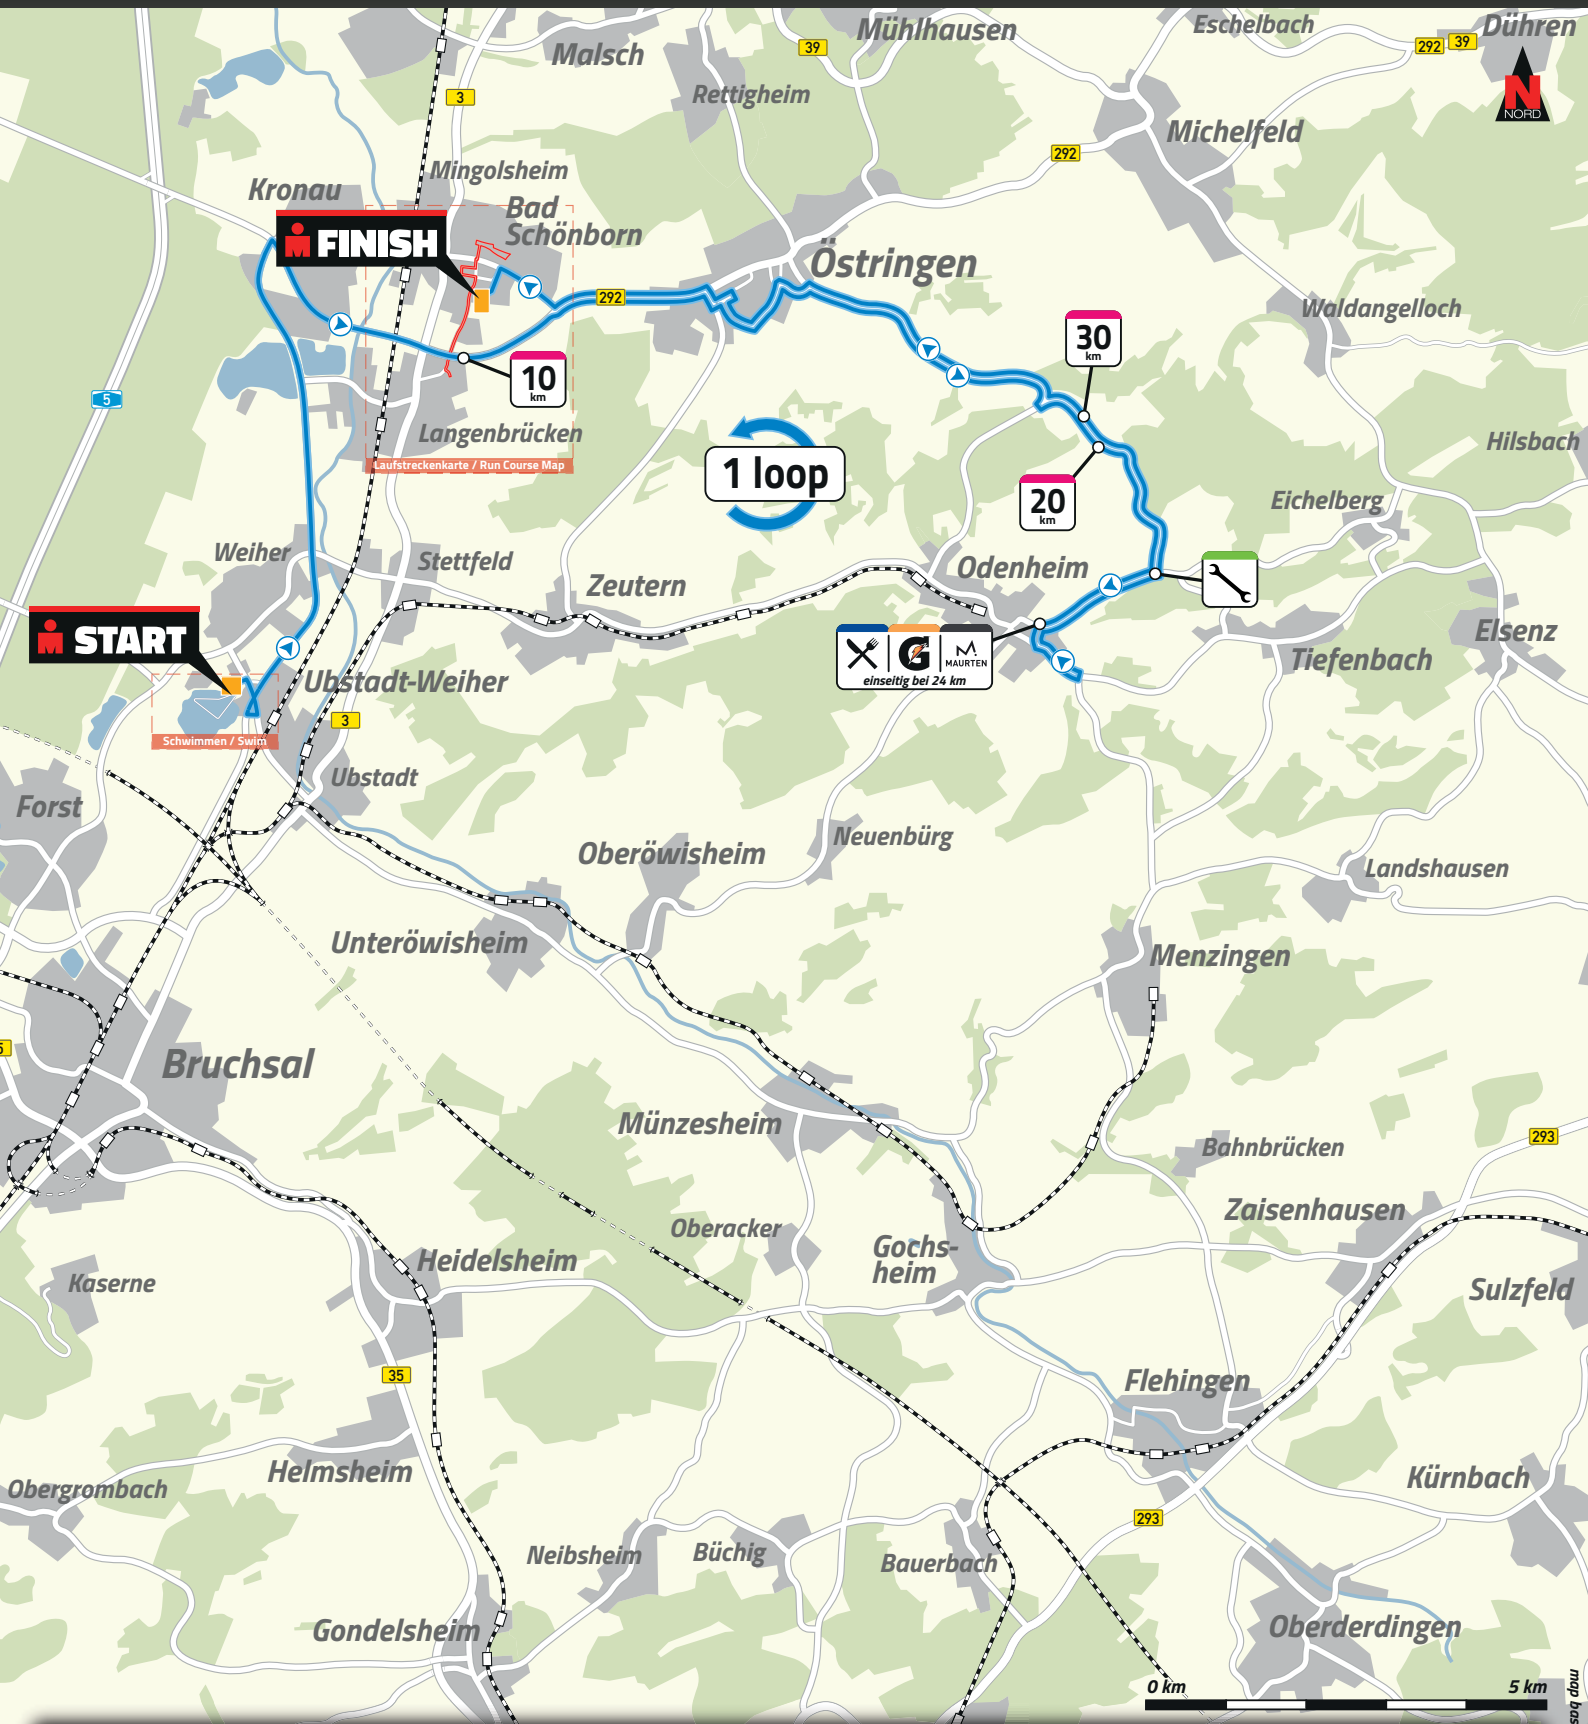 Malsch
39
Mühlhausen
Eschelbach
292
39
Dühren
3
Rettigheim
N
NORD
Michelfeld
292
Mingolsheim
Kronau
Bad
Schönborn
FINISH
Östringen
292
Waldangelloch
30
km
10
km
5
Langenbrücken
Laufstreckenkarte / Run Course Map
1 loop
Hilsbach
20
km
Eichelberg
Weiher
Stettfeld
Zeutern
Odenheim
START
MAURTEN
einseitig bei 24 km
Elsenz
Tiefenbach
Ubstadt-Weiher
3
Schwimmen / Swim
Ubstadt
Forst
Oberöwisheim
Neuenbürg
Landshausen
Unteröwisheim
Menzingen
Bruchsal
Münzesheim
293
Bahnbrücken
Zaisenhausen
Oberacker
Gochs-
heim
Heidelsheim
Kaserne
Sulzfeld
35
Flehingen
Helmsheim
Obergrombach
Kürnbach
293
Neibsheim
Büchig
Bauerbach
Gondelsheim
Oberderdingen
0 km
5 km
map